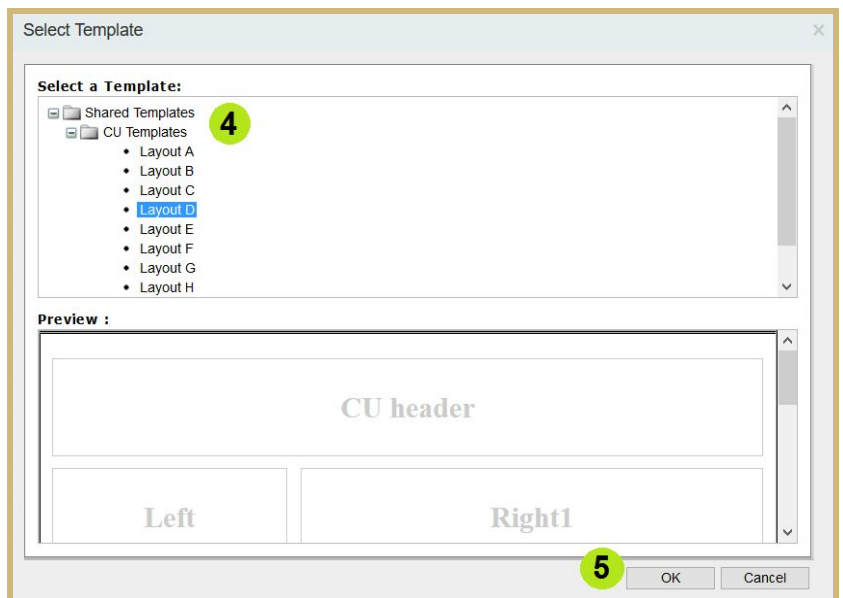 Select Template
×
Select a Template:
Shared Templates
4
CU Templates
Layout A
Layout B
Layout C
Layout D
Layout E
Layout F
Layout G
Layout H
Preview :
CU header
Left Right1
5
OK Cancel